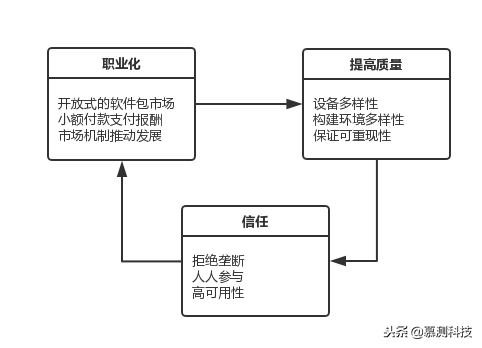 职业化
开放式的软件包市场
小额付款支付报酬
市场机制推动发展
提高质量
设备多样性
构建环境多样性
保证可重现性
信任
拒绝垄断
人人参与
高可用性
头条 @慕测科技